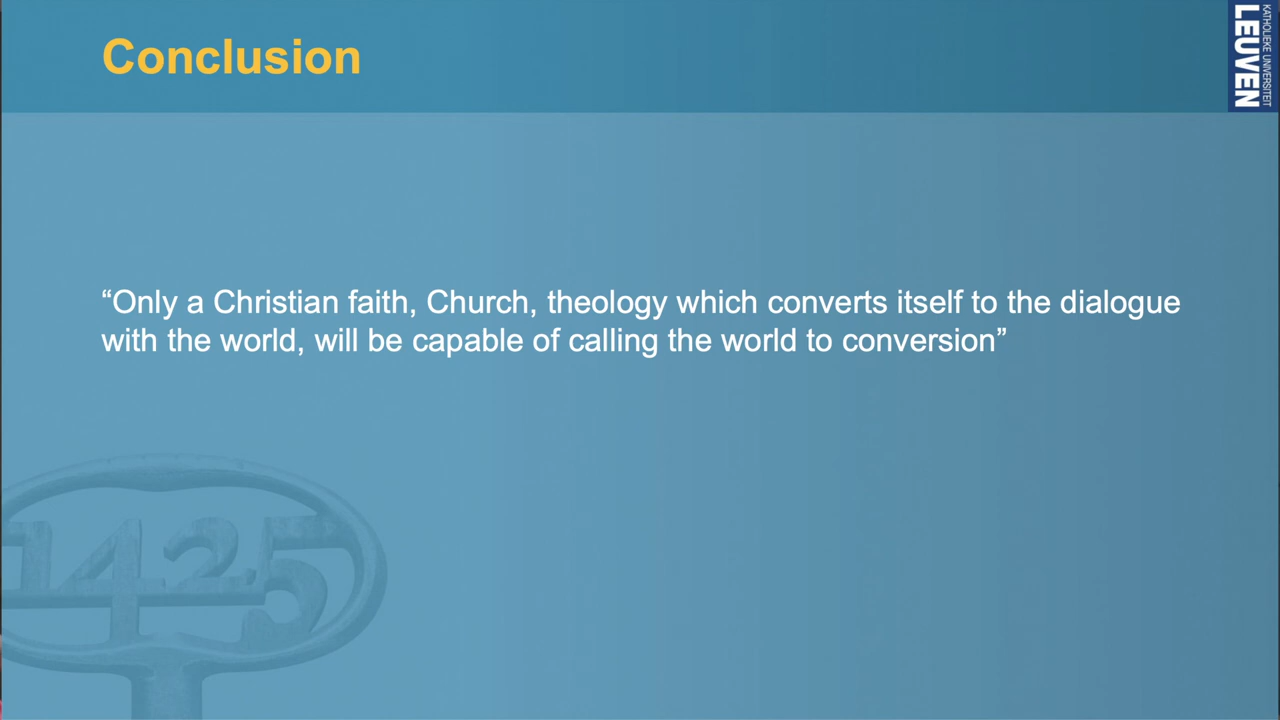 Conclusion
KATHOLIEKE UNIVERSITEIT
LEUVEN
“Only a Christian faith, Church, theology which converts itself to the dialogue
with the world, will be capable of calling the world to conversion”
1425